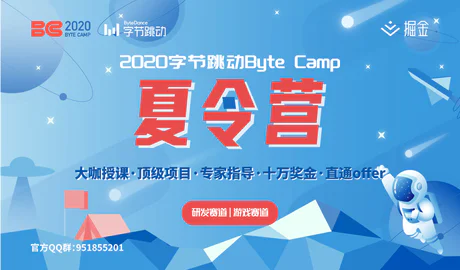 BC 2020
BYTE CAMP
ByteDance
字节跳动
掘金
2020字节跳动Byte Camp
夏令营
大咖授课·顶级项目·专家指导·十万奖金·直通offer
研发赛道|游戏赛道
官方QQ群：951855201